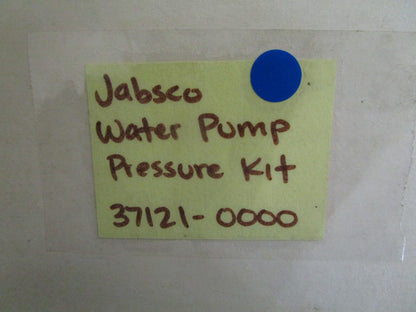 Jabsco
Water Pump
Pressure Kit
37121-0000